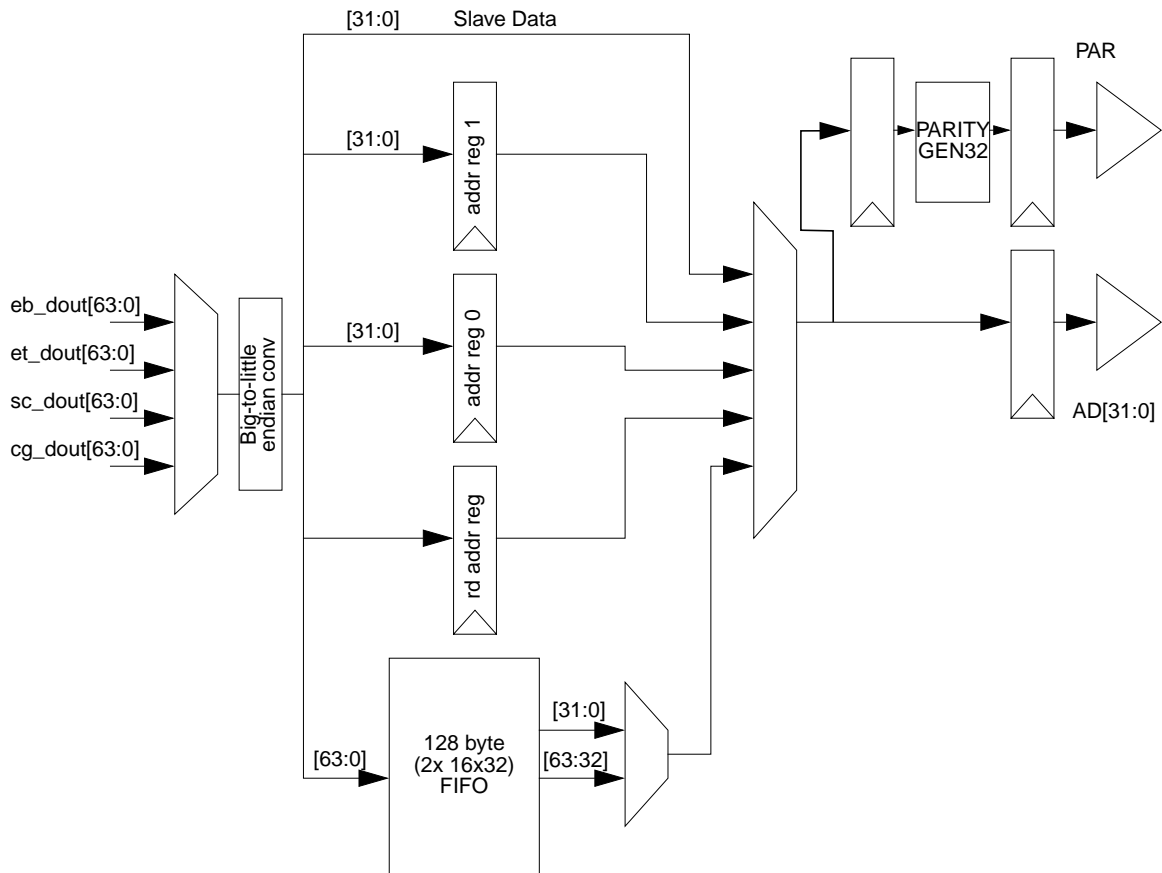 [31:0] Slave Data
PAR
[31:0]
addr reg 1
PARITY
GEN32
eb_dout[63:0]
et_dout[63:0]
sc_dout[63:0]
cg_dout[63:0]
Big-to-little
endian conv
[31:0]
addr reg 0
AD[31:0]
rd addr reg
[63:0]
128 byte
(2x 16x32)
FIFO
[31:0]
[63:32]